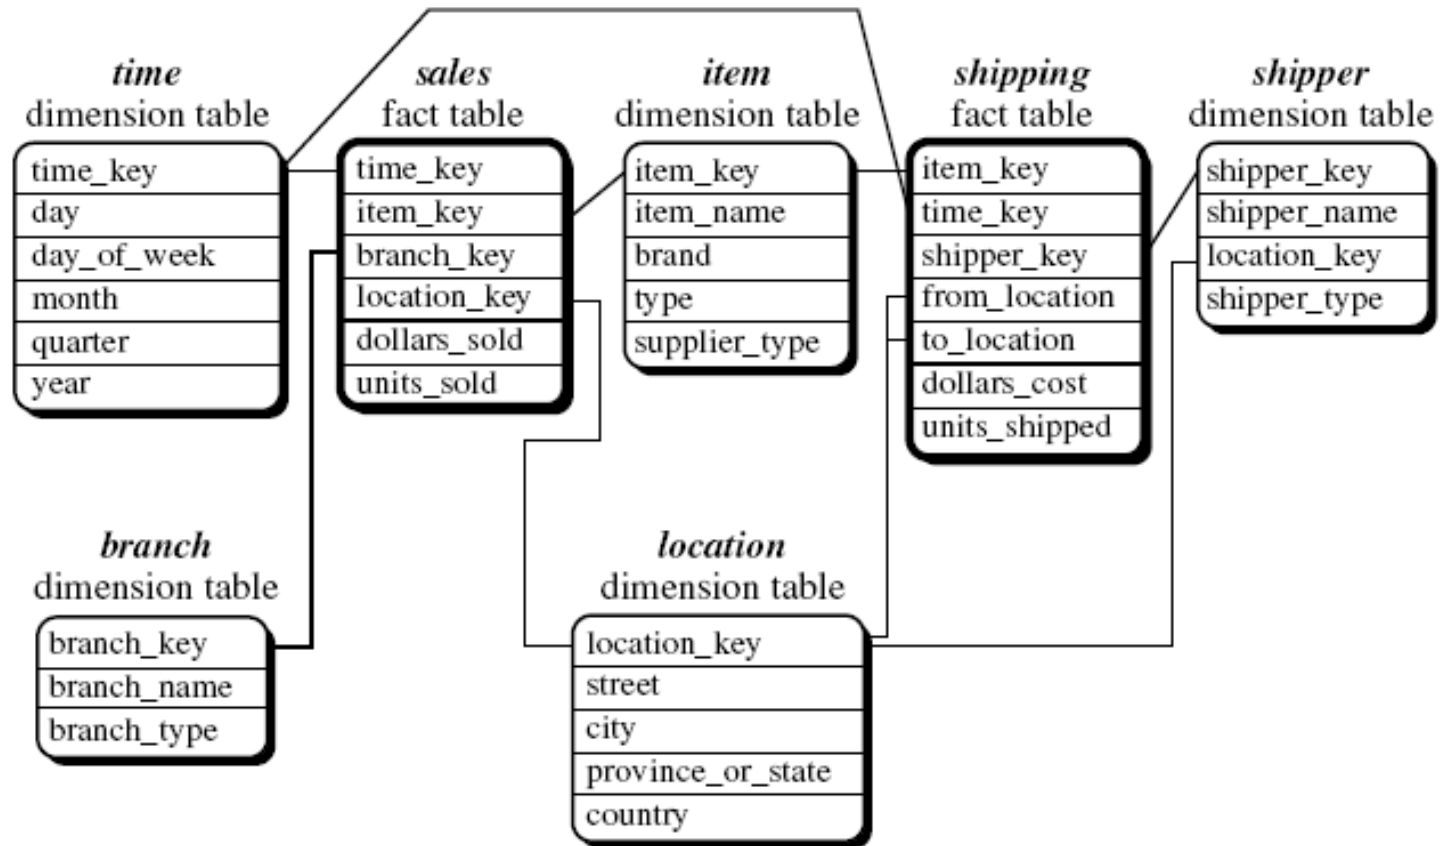 time
dimension table
time_key
day
day_of_week
month
quarter
year
sales
fact table
time_key
item_key
branch_key
location_key
dollars_sold
units_sold
item
dimension table
item_key
item_name
brand
type
supplier_type
shipping
fact table
item_key
time_key
shipper_key
from_location
to_location
dollars_cost
units_shipped
shipper
dimension table
shipper_key
shipper_name
location_key
shipper_type
branch
dimension table
branch_key
branch_name
branch_type
location
dimension table
location_key
street
city
province_or_state
country